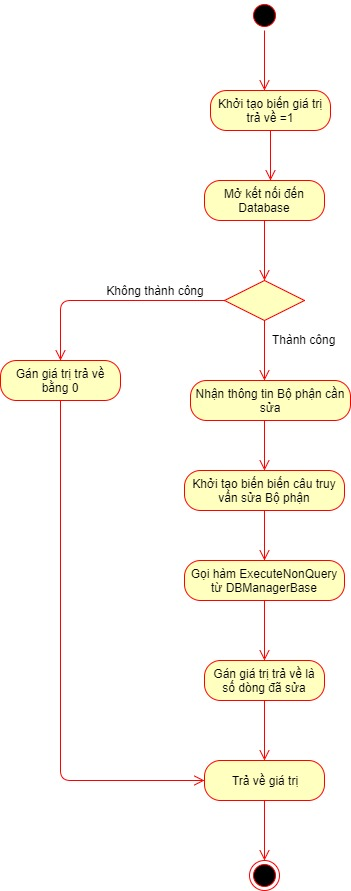 Khởi tạo biến giá trị
trả về =1
Mở kết nối đến
Database
Không thành công
Thành công
Gán giá trị trả về
bằng 0
Nhận thông tin Bộ phận cần
sửa
Khởi tạo biến biến câu truy
vấn sửa Bộ phận
Gọi hàm ExecuteNonQuery
từ DBManagerBase
Gán giá trị trả về là
số dòng đã sửa
Trả về giá trị